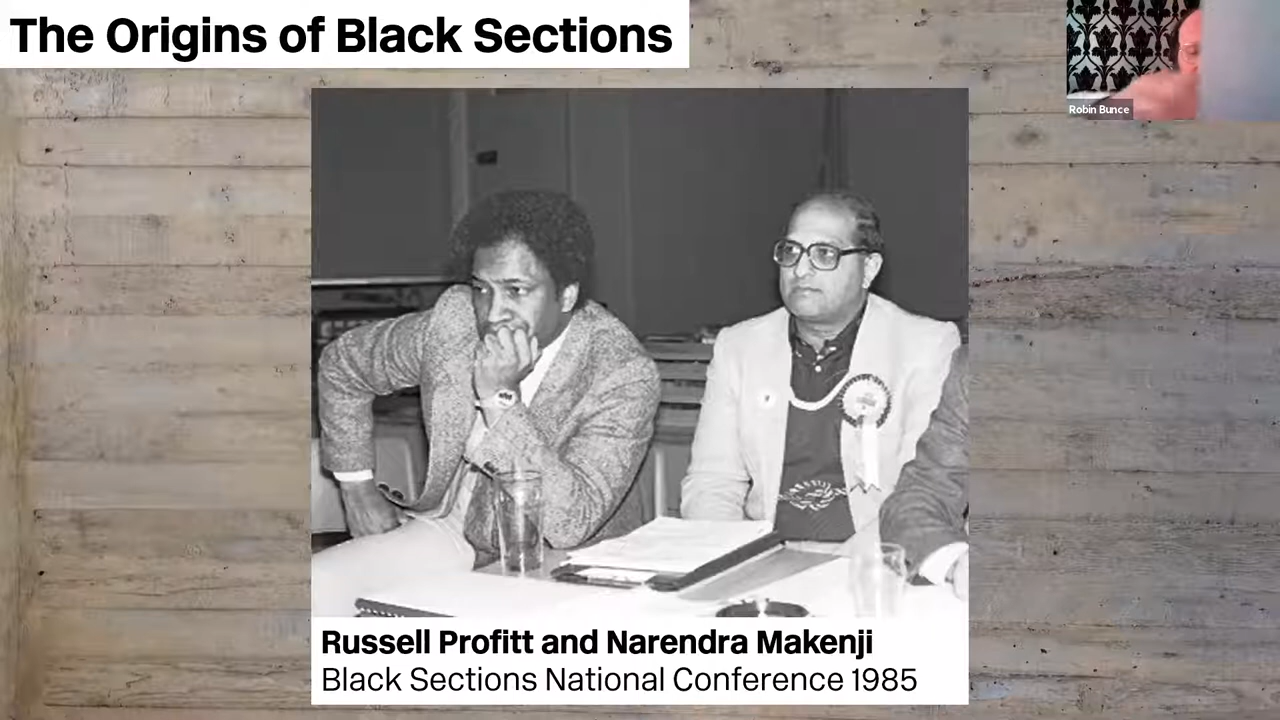 The Origins of Black Sections
Robin Bunce
Russell Profitt and Narendra Makenji
Black Sections National Conference 1985